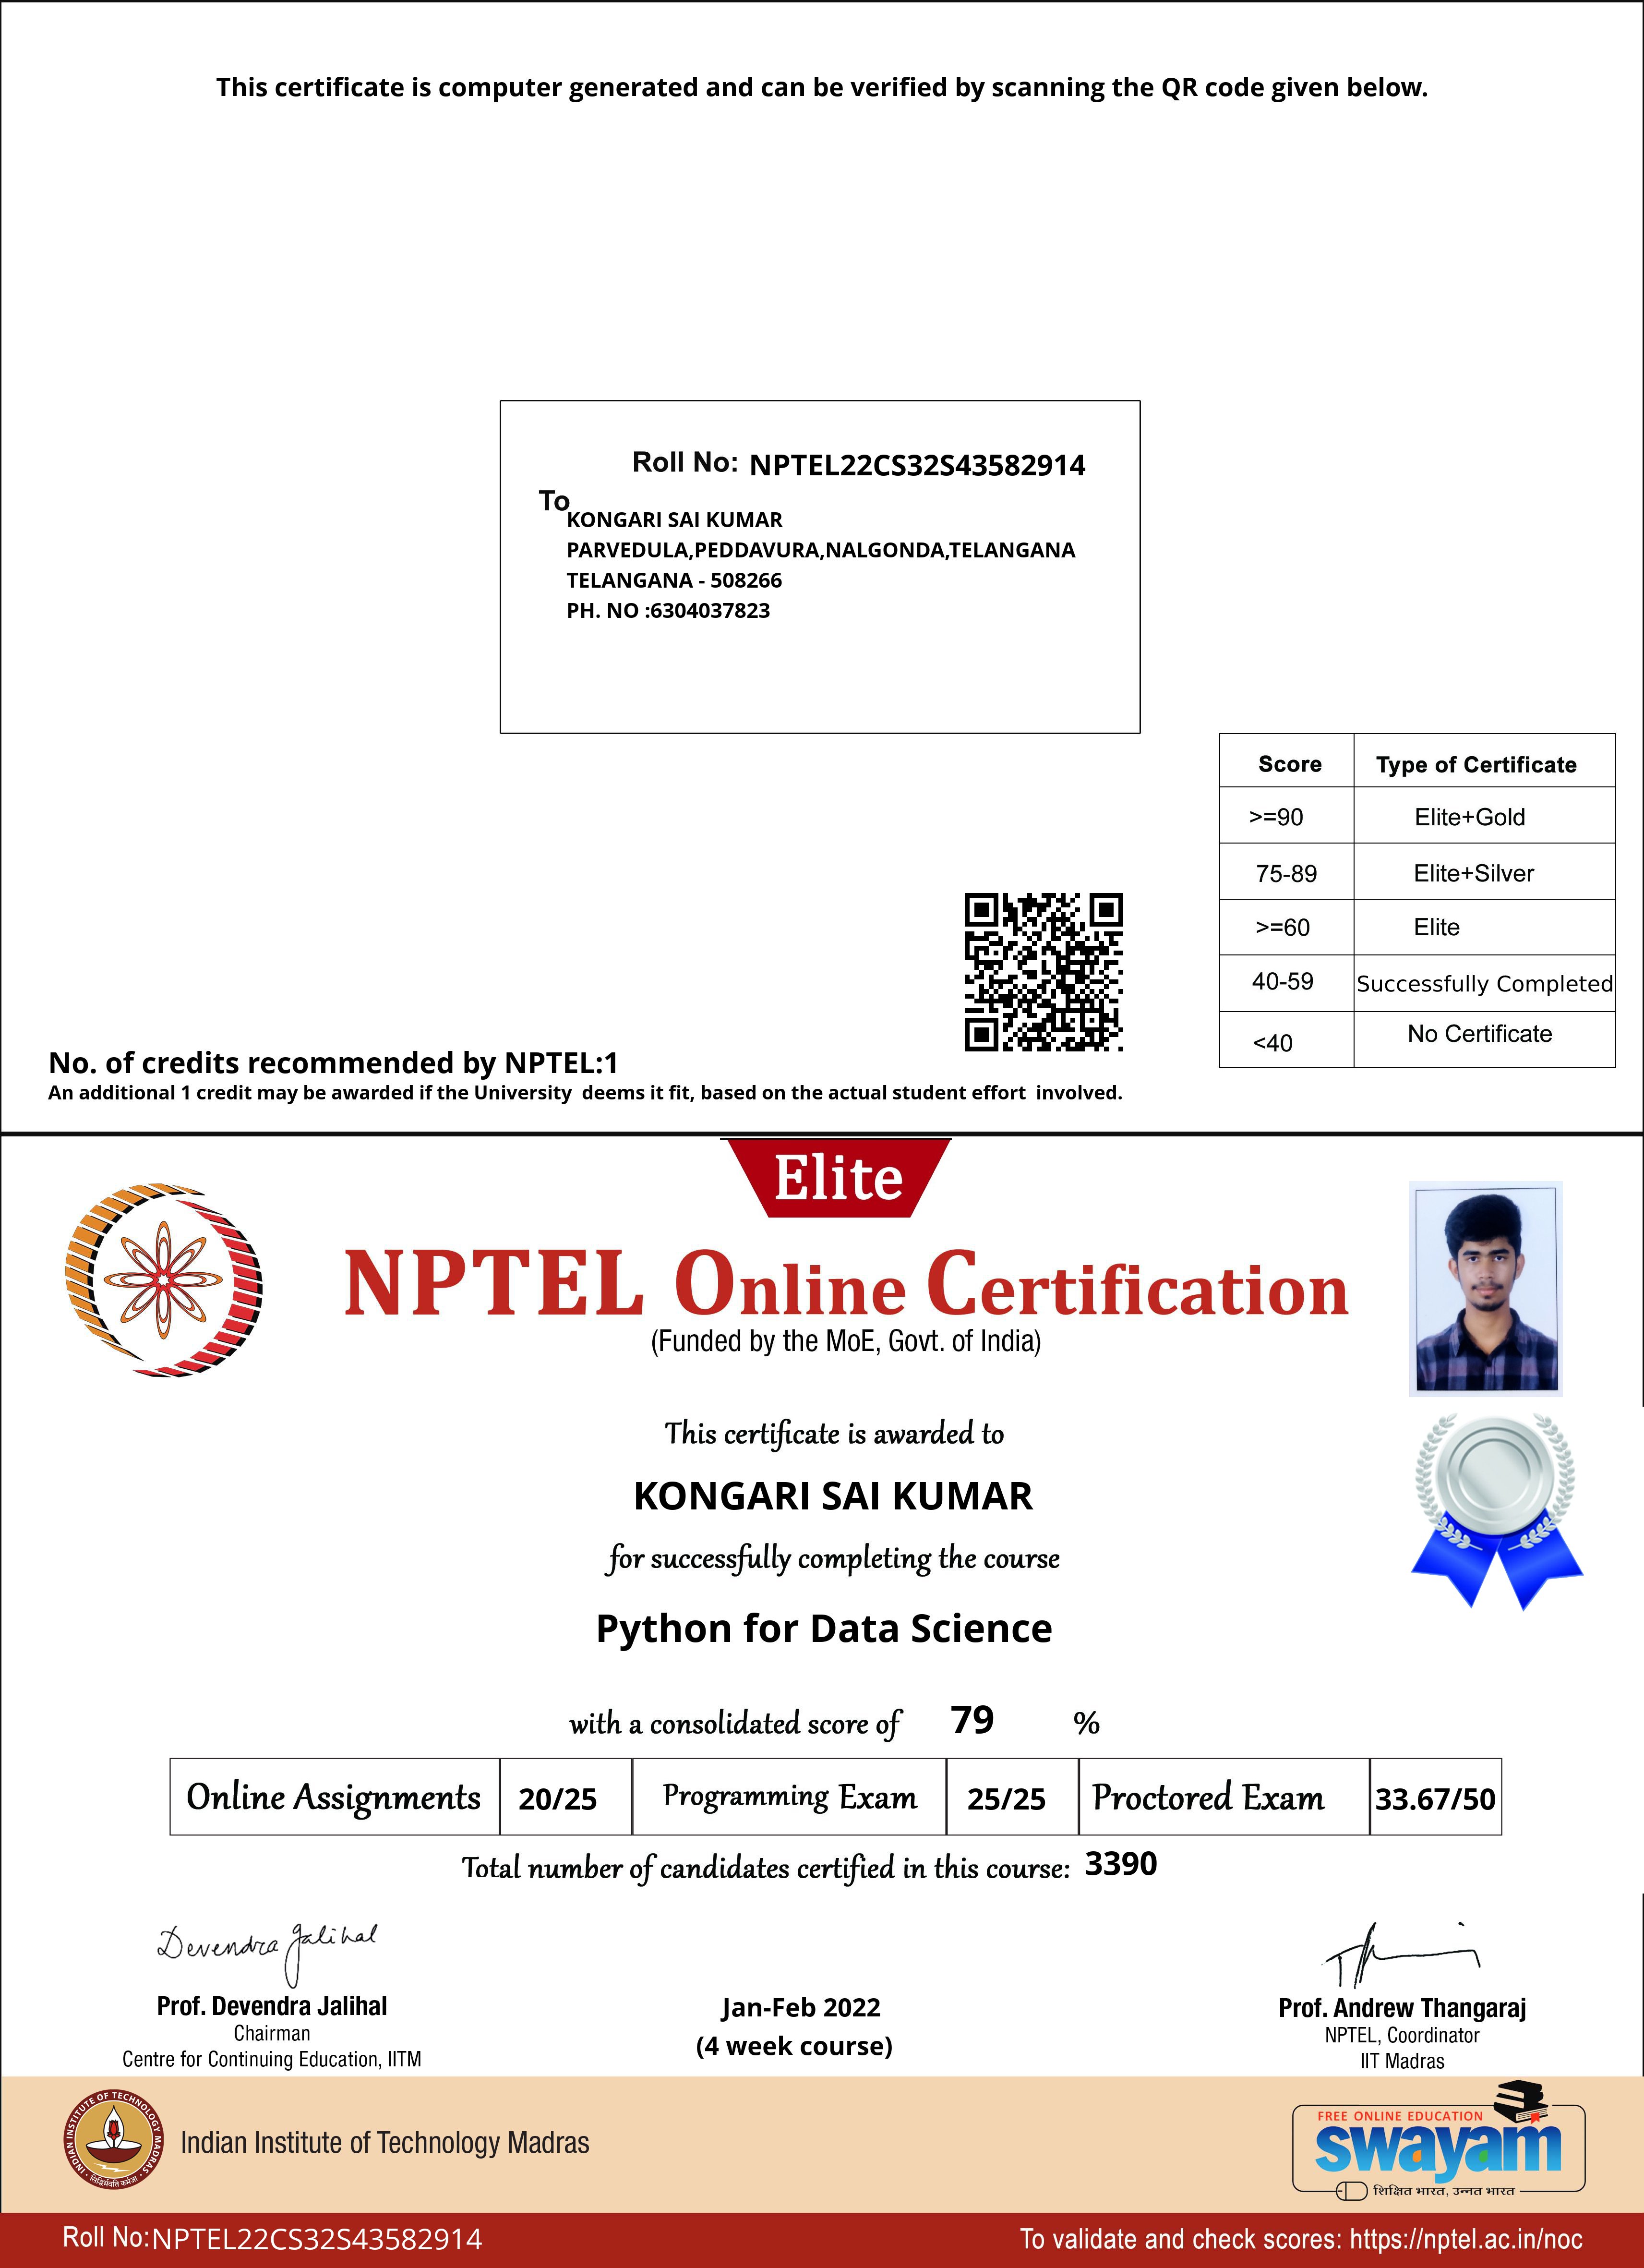 This certificate is computer generated and can be verified by scanning the QR code given below.
Roll No: NPTEL22CS32S43582914
To
KONGARI SAI KUMAR
PARVEDULA,PEDDAVURA,NALGONDA,TELANGANA
TELANGANA - 508266
PH. NO :6304037823
Score Type of Certificate
>=90 Elite+Gold
75-89 Elite+Silver
>=60 Elite
40-59 Successfully Completed
<40 No Certificate
No. of credits recommended by NPTEL:1
An additional 1 credit may be awarded if the University deems it fit, based on the actual student effort involved.
Elite
NPTEL Online Certification
(Funded by the MoE, Govt. of India)
This certificate is awarded to
KONGARI SAI KUMAR
for successfully completing the course
Python for Data Science
with a consolidated score of 79 %
Online Assignments 20/25 Programming Exam 25/25 Proctored Exam 33.67/50
Total number of candidates certified in this course: 3390
Devendra Jalihal
Prof. Devendra Jalihal
Chairman
Centre for Continuing Education, IITM
Jan-Feb 2022
(4 week course)
Prof. Andrew Thangaraj
NPTEL, Coordinator
IIT Madras
INDIAN INSTITUTE OF TECHNOLOGY MADRAS
सिद्धिर्भवति कर्मजा
Indian Institute of Technology Madras
FREE ONLINE EDUCATION
swayam
शिक्षित भारत, उन्नत भारत
Roll No:NPTEL22CS32S43582914
To validate and check scores: https://nptel.ac.in/noc